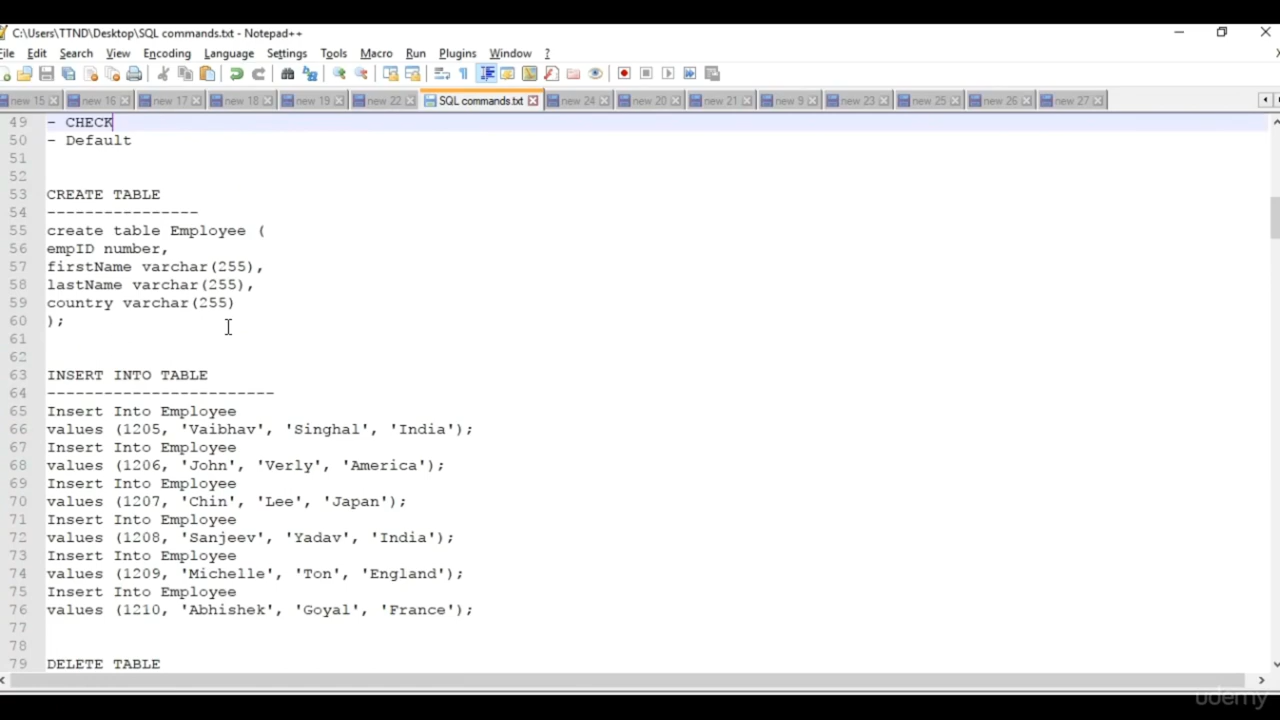 C:\Users\TTND\Desktop\SQL commands.txt - Notepad++
File Edit Search View Encoding Language Settings Tools Macro Run Plugins Window ?
new 15 new 16 new 17 new 18 new 19 new 22 SQL commands.txt new 24 new 20 new 21 new 9 new 23 new 25 new 26 new 27
49 - CHECK
50 - Default
51
52
53 CREATE TABLE
54 ----------------
55 create table Employee (
56 empID number,
57 firstName varchar(255),
58 lastName varchar(255),
59 country varchar(255)
60 );
61
62
63 INSERT INTO TABLE
64 ------------------------
65 Insert Into Employee
66 values (1205, 'Vaibhav', 'Singhal', 'India');
67 Insert Into Employee
68 values (1206, 'John', 'Verly', 'America');
69 Insert Into Employee
70 values (1207, 'Chin', 'Lee', 'Japan');
71 Insert Into Employee
72 values (1208, 'Sanjeev', 'Yadav', 'India');
73 Insert Into Employee
74 values (1209, 'Michelle', 'Ton', 'England');
75 Insert Into Employee
76 values (1210, 'Abhishek', 'Goyal', 'France');
77
78
79 DELETE TABLE
udemy